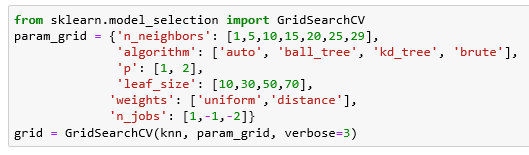 from sklearn.model_selection import GridSearchCV
param_grid = {'n_neighbors': [1,5,10,15,20,25,29],
'algorithm': ['auto', 'ball_tree', 'kd_tree', 'brute'],
'p': [1, 2],
'leaf_size': [10,30,50,70],
'weights': ['uniform','distance'],
'n_jobs': [1,-1,-2]}
grid = GridSearchCV(knn, param_grid, verbose=3)